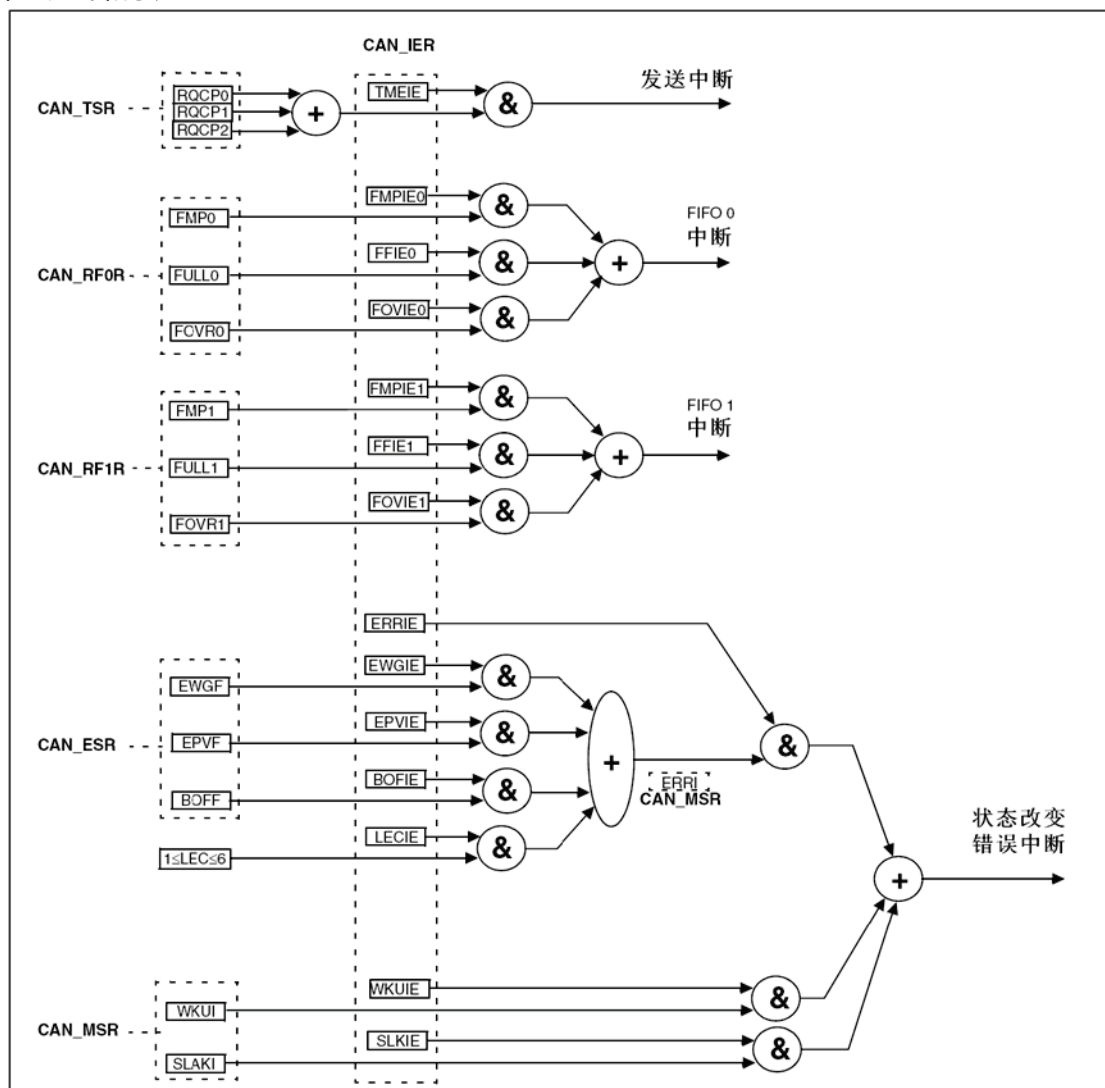 CAN_IER
发送中断
CAN_TSR
RQCP0
RQCP1
RQCP2
+
TMEIE
&
FMPIE0
&
FMP0
FIFO 0
中断
CAN_RF0R
FULL0
FFIE0
&
+
FOVIE0
&
FOVR0
FMPIE1
&
FMP1
FIFO 1
中断
CAN_RF1R
FULL1
FFIE1
&
+
FOVIE1
&
FOVR1
ERRIE
EWGIE
&
EWGF
CAN_ESR
EPVF
EPVIE
&
+
&
ERRI
CAN_MSR
BOFIE
&
BOFF
LECIE
&
1≤LEC≤6
状态改变
错误中断
+
WKUIE
&
WKUI
CAN_MSR
SLKIE
&
SLAKI